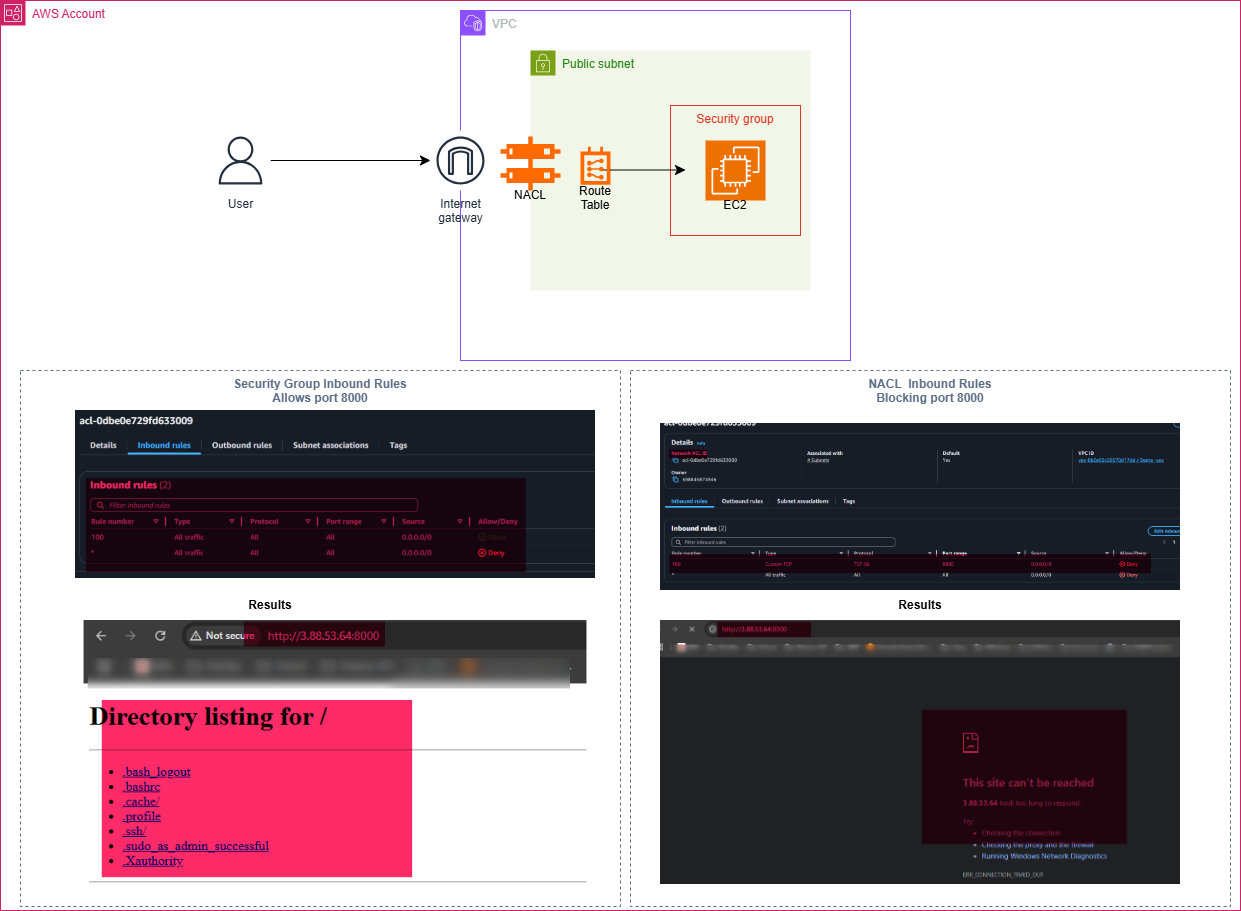 AWS Account
VPC
Public subnet
Security group
User
Internet
gateway
NACL
Route
Table
EC2
Security Group Inbound Rules
Allows port 8000
acl-0dbe0e729fd633009
Details Inbound rules Outbound rules Subnet associations Tags
Inbound rules (2)
Filter inbound rules
Rule number Type Protocol Port range Source Allow/Deny
100 All traffic All All 0.0.0.0/0 Allow
* All traffic All All 0.0.0.0/0 Deny
Results
Not secure http://3.88.53.64:8000
Directory listing for /
.bash_logout
.bashrc
.cache/
.profile
.ssh/
.sudo_as_admin_successful
.Xauthority
NACL Inbound Rules
Blocking port 8000
acl-0dbe0e729fd633009
Details Info
Network ACL ID
acl-0dbe0e729fd633009
Associated with
4 Subnets
Default
Yes
VPC ID
Owner
Inbound rules Outbound rules Subnet associations Tags
Inbound rules (2)
Edit inbound
Filter inbound rules
1
Rule number Type Protocol Port range Source Allow/Deny
100 Custom TCP TCP (6) 8000 0.0.0.0/0 Deny
* All traffic All All 0.0.0.0/0 Deny
Results
http://3.88.53.64:8000
This site can't be reached
3.88.53.64 took too long to respond.
Try:
Checking the connection
Checking the proxy and the firewall
Running Windows Network Diagnostics
ERR_CONNECTION_TIMED_OUT